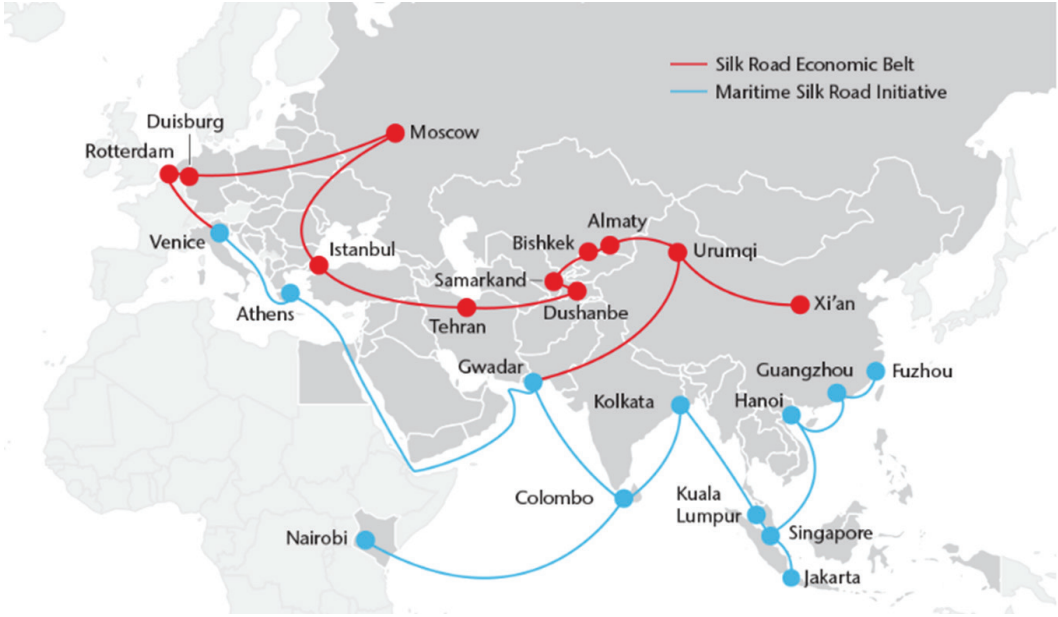 Silk Road Economic Belt
Maritime Silk Road Initiative
Duisburg
Moscow
Rotterdam
Almaty
Venice
Istanbul
Bishkek
Urumqi
Samarkand
Athens
Tehran
Dushanbe
Xi'an
Gwadar
Guangzhou
Fuzhou
Kolkata
Hanoi
Colombo
Kuala
Lumpur
Nairobi
Singapore
Jakarta